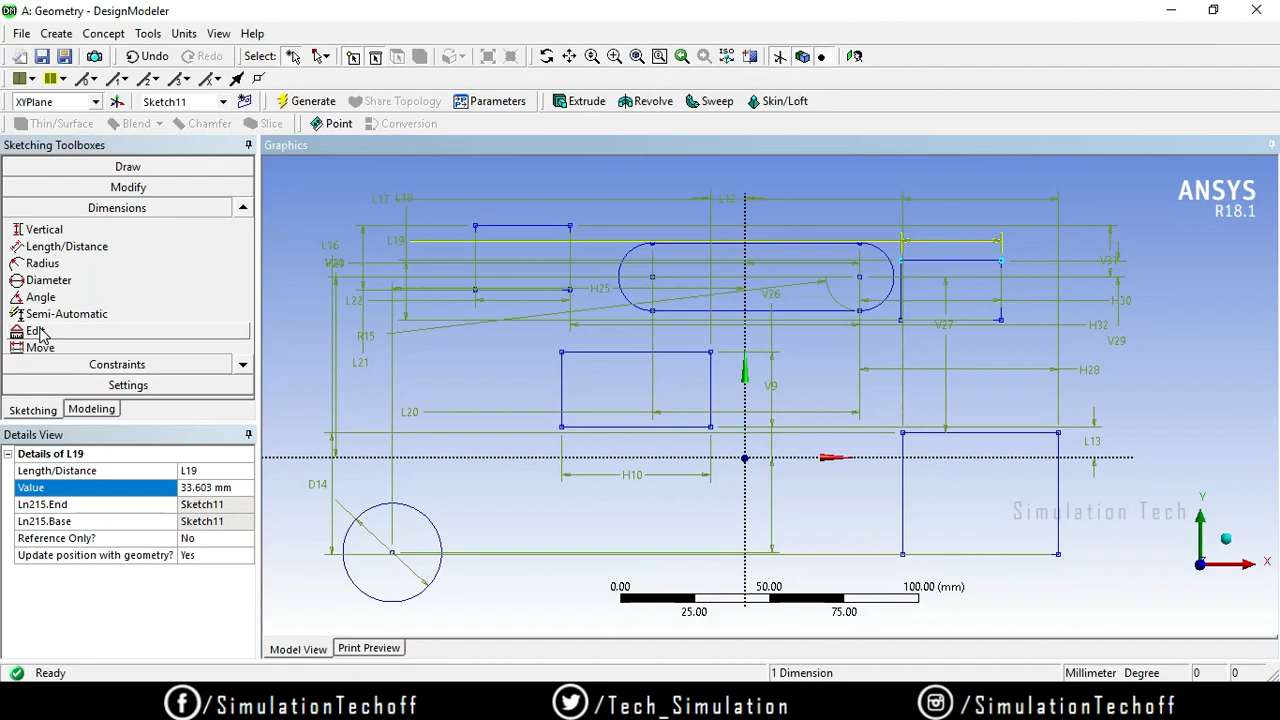 A: Geometry - DesignModeler
File Create Concept Tools Units View Help
Undo Redo Select: ISO
XYPlane Sketch11 Generate Share Topology Parameters Extrude Revolve Sweep Skin/Loft
Thin/Surface Blend Chamfer Slice Point Conversion
Sketching Toolboxes
Graphics
Draw
Modify
Dimensions
Vertical
Length/Distance
Radius
Diameter
Angle
Semi-Automatic
Edit
Move
Constraints
Settings
Sketching Modeling
Details View
Details of L19
Length/Distance L19
Value 33.603 mm
Ln215.End Sketch11
Ln215.Base Sketch11
Reference Only? No
Update position with geometry? Yes
ANSYS
R18.1
L17 L18 L12
L19
L16
V31
H25
V26
L22
H30
V27
H32
R15
V29
L21
H28
V9
L20
L13
H10
D14
Simulation Tech
Y
X
0.00 50.00 100.00 (mm)
25.00 75.00
Model View Print Preview
Ready 1 Dimension Millimeter Degree 0 0
/SimulationTechoff /Tech_Simulation /SimulationTechoff